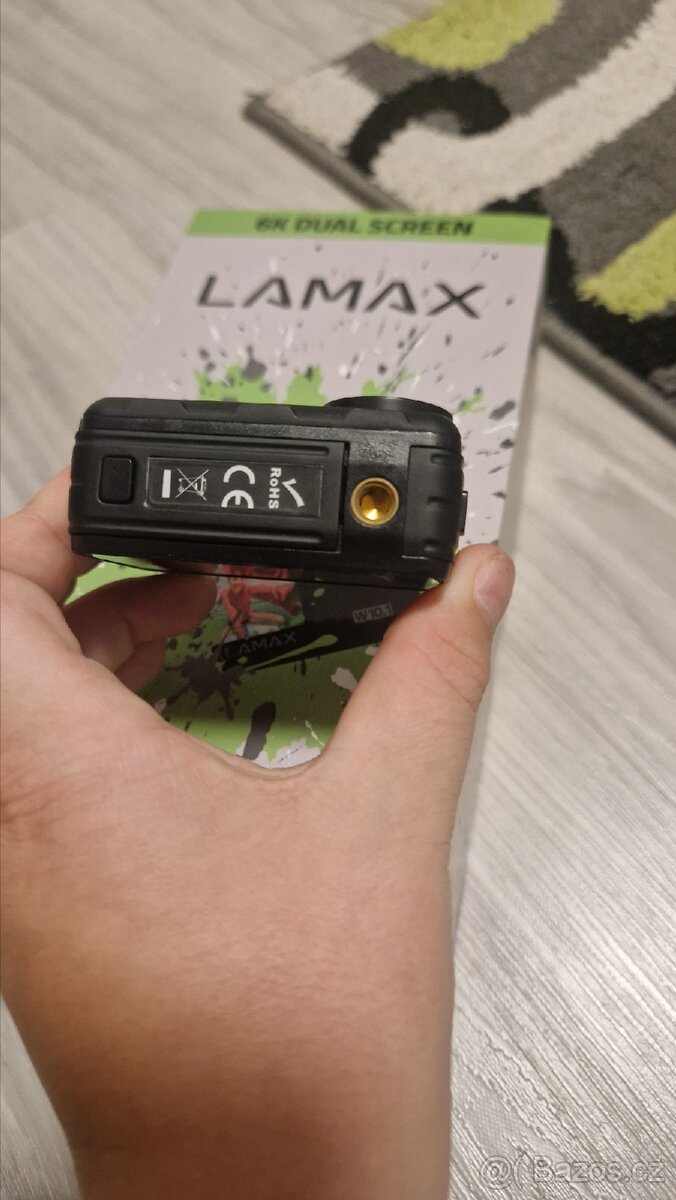 6K DUAL SCREEN
LAMAX
RoHS
CE
W10.1
LAMAX
@( Bazos.cz